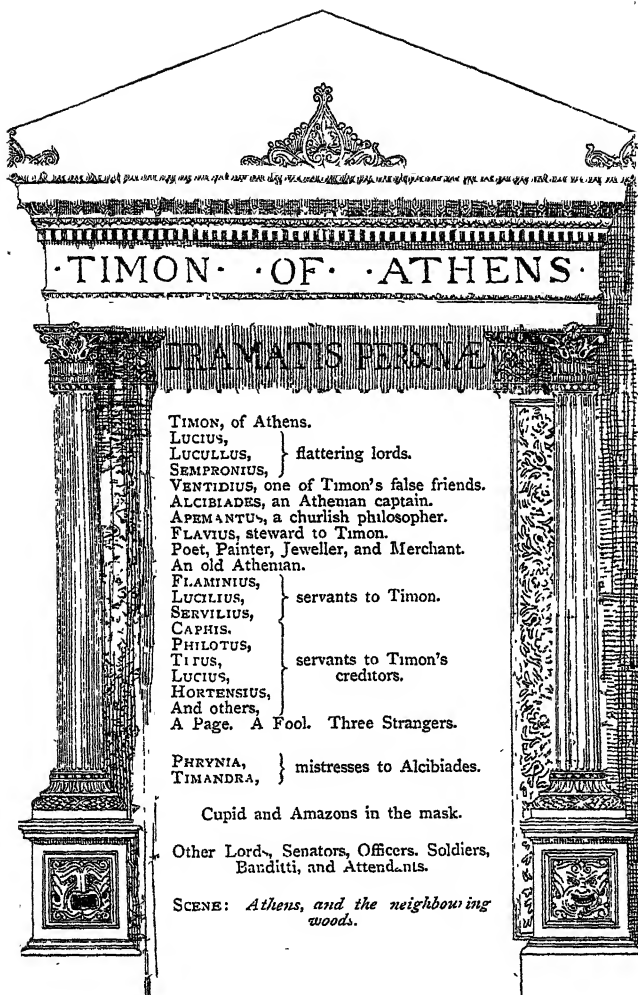 ·TIMON· ·OF· ·ATHENS·
DRAMATIS PERSONÆ
TIMON, of Athens.
LUCIUS,
LUCULLUS, } flattering lords.
SEMPRONIUS,
VENTIDIUS, one of Timon's false friends.
ALCIBIADES, an Athenian captain.
APEMANTUS, a churlish philosopher.
FLAVIUS, steward to Timon.
Poet, Painter, Jeweller, and Merchant.
An old Athenian.
FLAMINIUS,
LUCILIUS, } servants to Timon.
SERVILIUS,
CAPHIS.
PHILOTUS,
TITUS, } servants to Timon's
LUCIUS, creditors.
HORTENSIUS,
And others,
A Page. A Fool. Three Strangers.
PHRYNIA, } mistresses to Alcibiades.
TIMANDRA,
Cupid and Amazons in the mask.
Other Lords, Senators, Officers. Soldiers,
Banditti, and Attendants.
SCENE: Athens, and the neighbouring
woods.